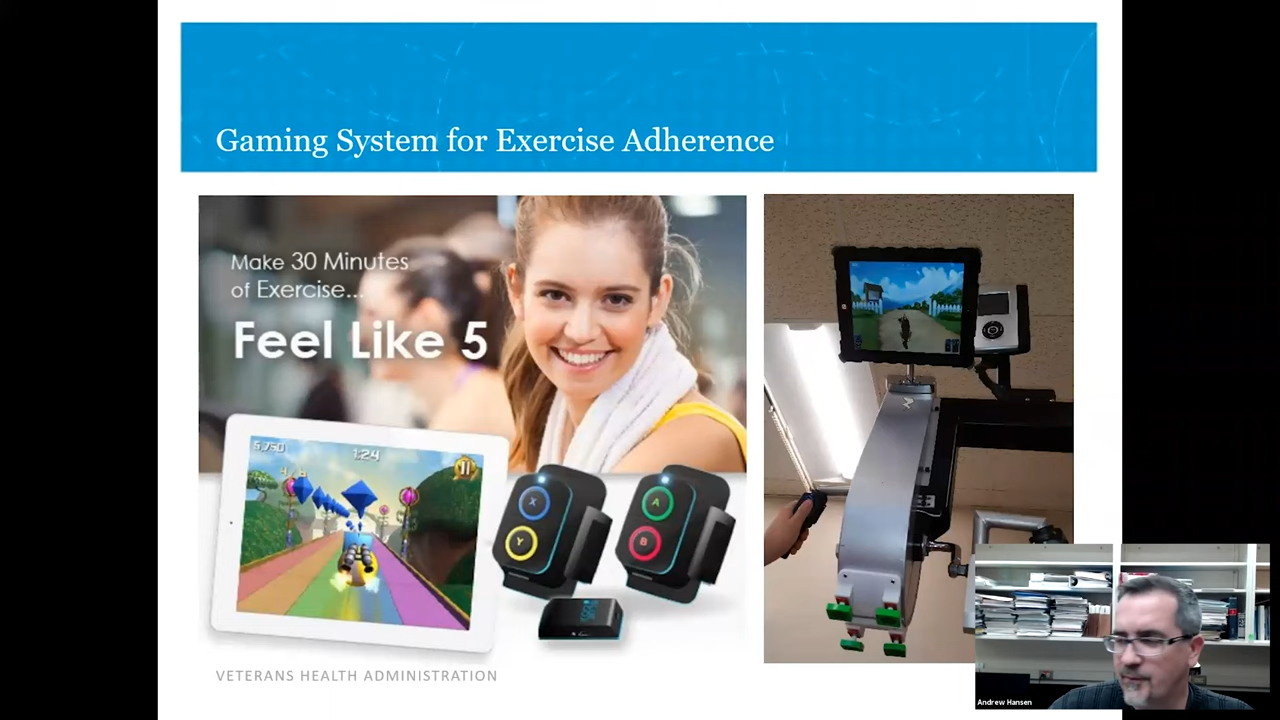 Gaming System for Exercise Adherence
Make 30 Minutes
of Exercise...
Feel Like 5
5,750
1:24
X
Y
A
B
VETERANS HEALTH ADMINISTRATION
Andrew Hansen